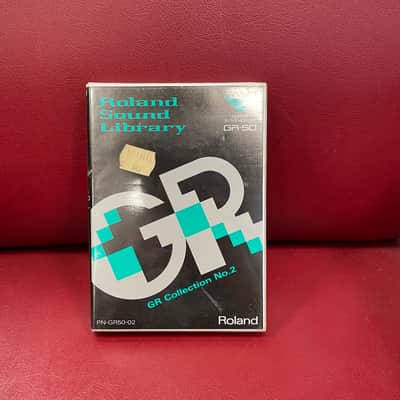 Roland
Sound
Library
GR-50
GR
GR Collection No.2
PN-GR50-02
Roland